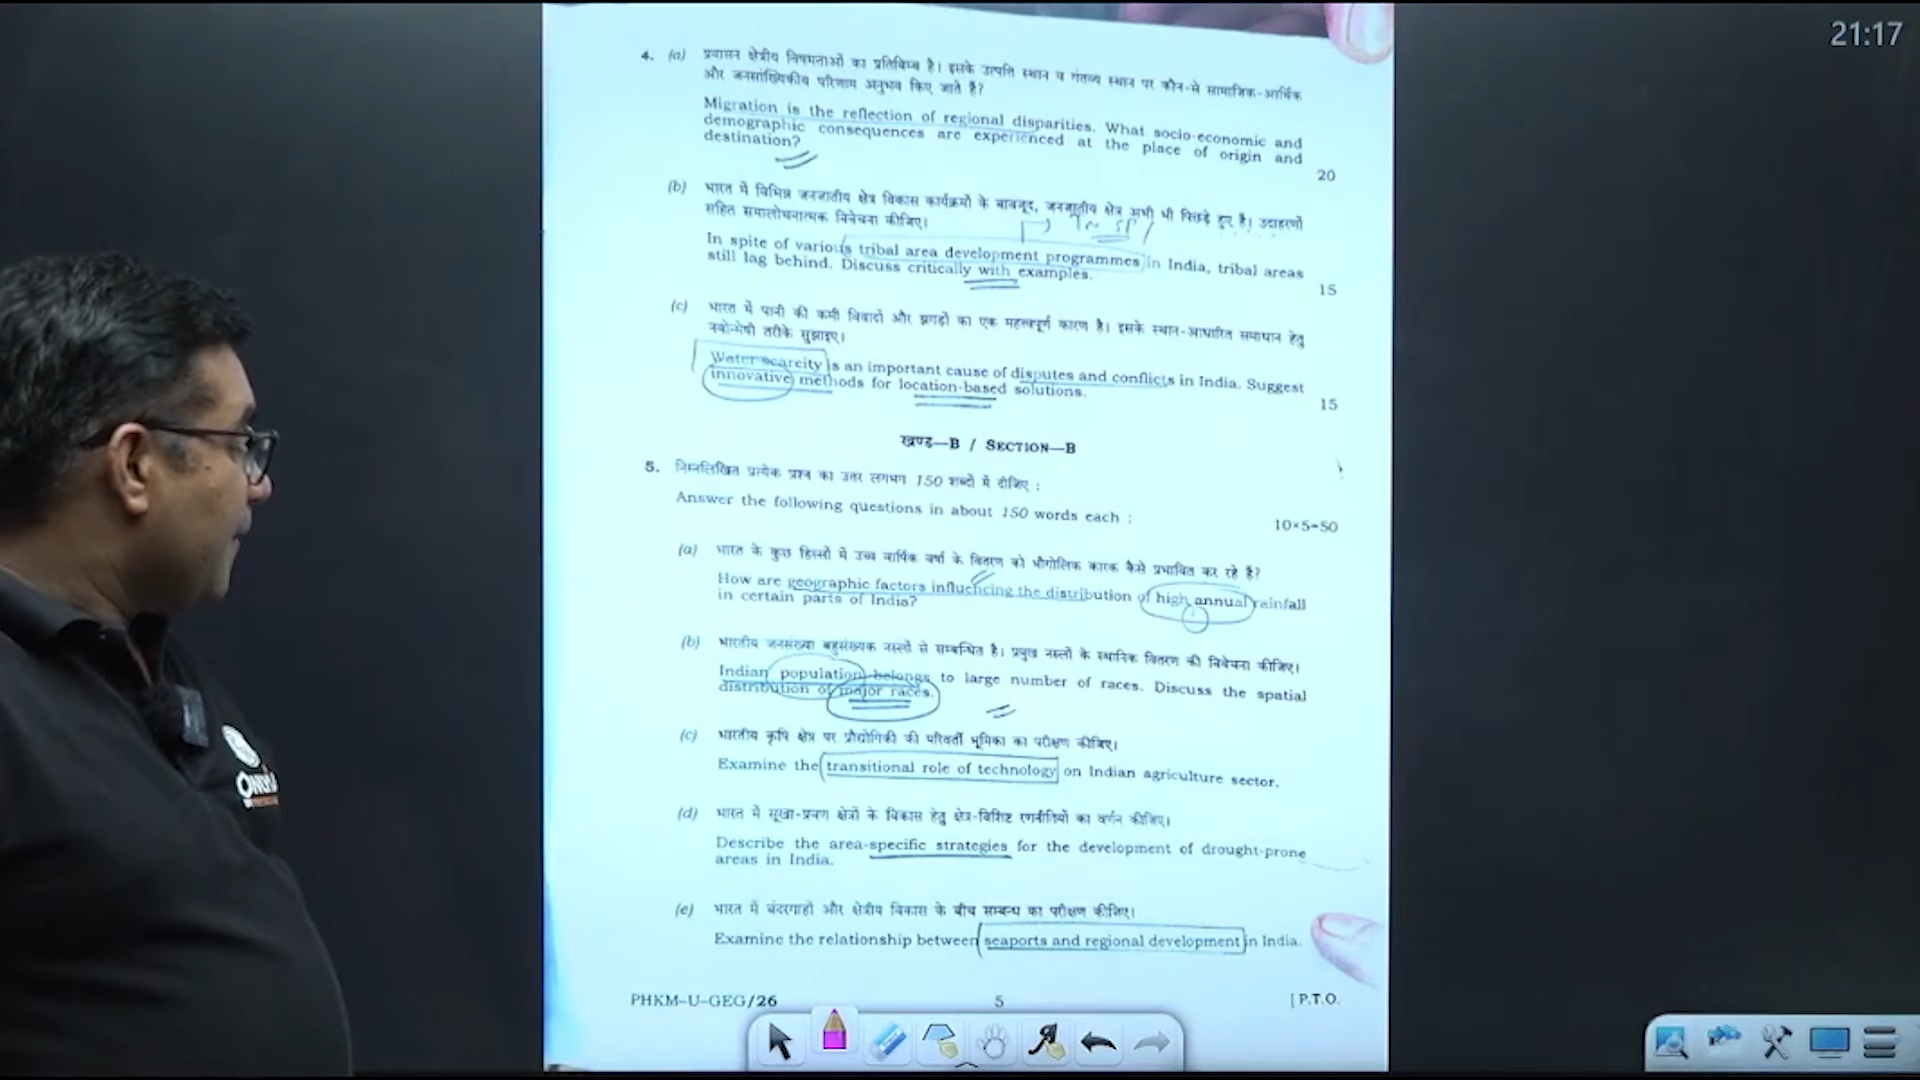 21:17
4. (a) प्रवासन क्षेत्रीय विषमताओं का प्रतिबिम्ब है। इसके उत्पत्ति स्थान व गंतव्य स्थान पर कौन-से सामाजिक-आर्थिक
और जनसांख्यिकीय परिणाम अनुभव किए जाते हैं?
Migration is the reflection of regional disparities. What socio-economic and
demographic consequences are experienced at the place of origin and
destination?
20
(b) भारत में विभिन्न जनजातीय क्षेत्र विकास कार्यक्रमों के बावजूद, जनजातीय क्षेत्र अभी भी पिछड़े हुए है। उदाहरणों
सहित समालोचनात्मक विवेचना कीजिए।
In spite of various tribal area development programmes in India, tribal areas
still lag behind. Discuss critically with examples.
15
(c) भारत में पानी की कमी विवादों और झगड़ों का एक महत्त्वपूर्ण कारण है। इसके स्थान-आधारित समाधान हेतु
नवोन्मेषी तरीके सुझाइए।
Water scarcity is an important cause of disputes and conflicts in India. Suggest
innovative methods for location-based solutions.
15
खण्ड—B / SECTION—B
5. निम्नलिखित प्रत्येक प्रश्न का उत्तर लगभग 150 शब्दों में दीजिए :
Answer the following questions in about 150 words each :
10×5=50
(a) भारत के कुछ हिस्सों में उच्च वार्षिक वर्षा के वितरण को भौगोलिक कारक कैसे प्रभावित कर रहे हैं?
How are geographic factors influencing the distribution of high annual rainfall
in certain parts of India?
(b) भारतीय जनसंख्या बहुसंख्यक नस्लों से सम्बन्धित है। प्रमुख नस्लों के स्थानिक वितरण की विवेचना कीजिए।
Indian population belongs to large number of races. Discuss the spatial
distribution of major races.
(c) भारतीय कृषि क्षेत्र पर प्रौद्योगिकी की परिवर्ती भूमिका का परीक्षण कीजिए।
Examine the transitional role of technology on Indian agriculture sector.
(d) भारत में सूखा-प्रवण क्षेत्रों के विकास हेतु क्षेत्र-विशिष्ट रणनीतियों का वर्णन कीजिए।
Describe the area-specific strategies for the development of drought-prone
areas in India.
(e) भारत में बंदरगाहों और क्षेत्रीय विकास के बीच सम्बन्ध का परीक्षण कीजिए।
Examine the relationship between seaports and regional development in India.
PHKM-U-GEG/26
5
[ P.T.O.